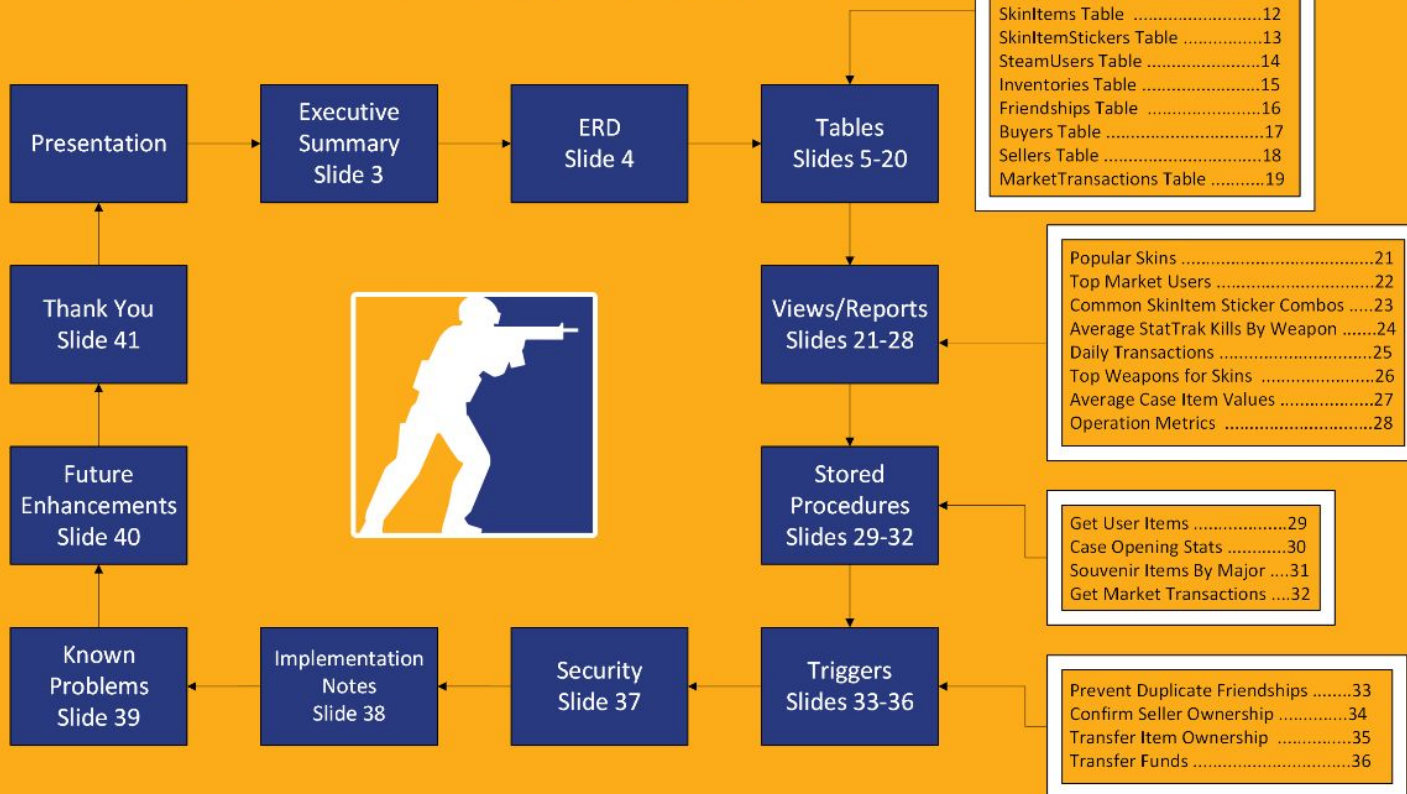 SkinItems Table ..........................12
SkinItemStickers Table ...............13
SteamUsers Table ......................14
Inventories Table .......................15
Friendships Table .......................16
Buyers Table ...............................17
Sellers Table ...............................18
MarketTransactions Table ...........19
Presentation
Executive
Summary
Slide 3
ERD
Slide 4
Tables
Slides 5-20
Popular Skins ......................................21
Top Market Users ...............................22
Common SkinItem Sticker Combos .....23
Average StatTrak Kills By Weapon .......24
Daily Transactions ...............................25
Top Weapons for Skins .......................26
Average Case Item Values ....................27
Operation Metrics ..............................28
Views/Reports
Slides 21-28
Thank You
Slide 41
Future
Enhancements
Slide 40
Stored
Procedures
Slides 29-32
Get User Items ...................29
Case Opening Stats ............30
Souvenir Items By Major ....31
Get Market Transactions ....32
Known
Problems
Slide 39
Implementation
Notes
Slide 38
Security
Slide 37
Triggers
Slides 33-36
Prevent Duplicate Friendships ........33
Confirm Seller Ownership ..............34
Transfer Item Ownership ...............35
Transfer Funds ...............................36